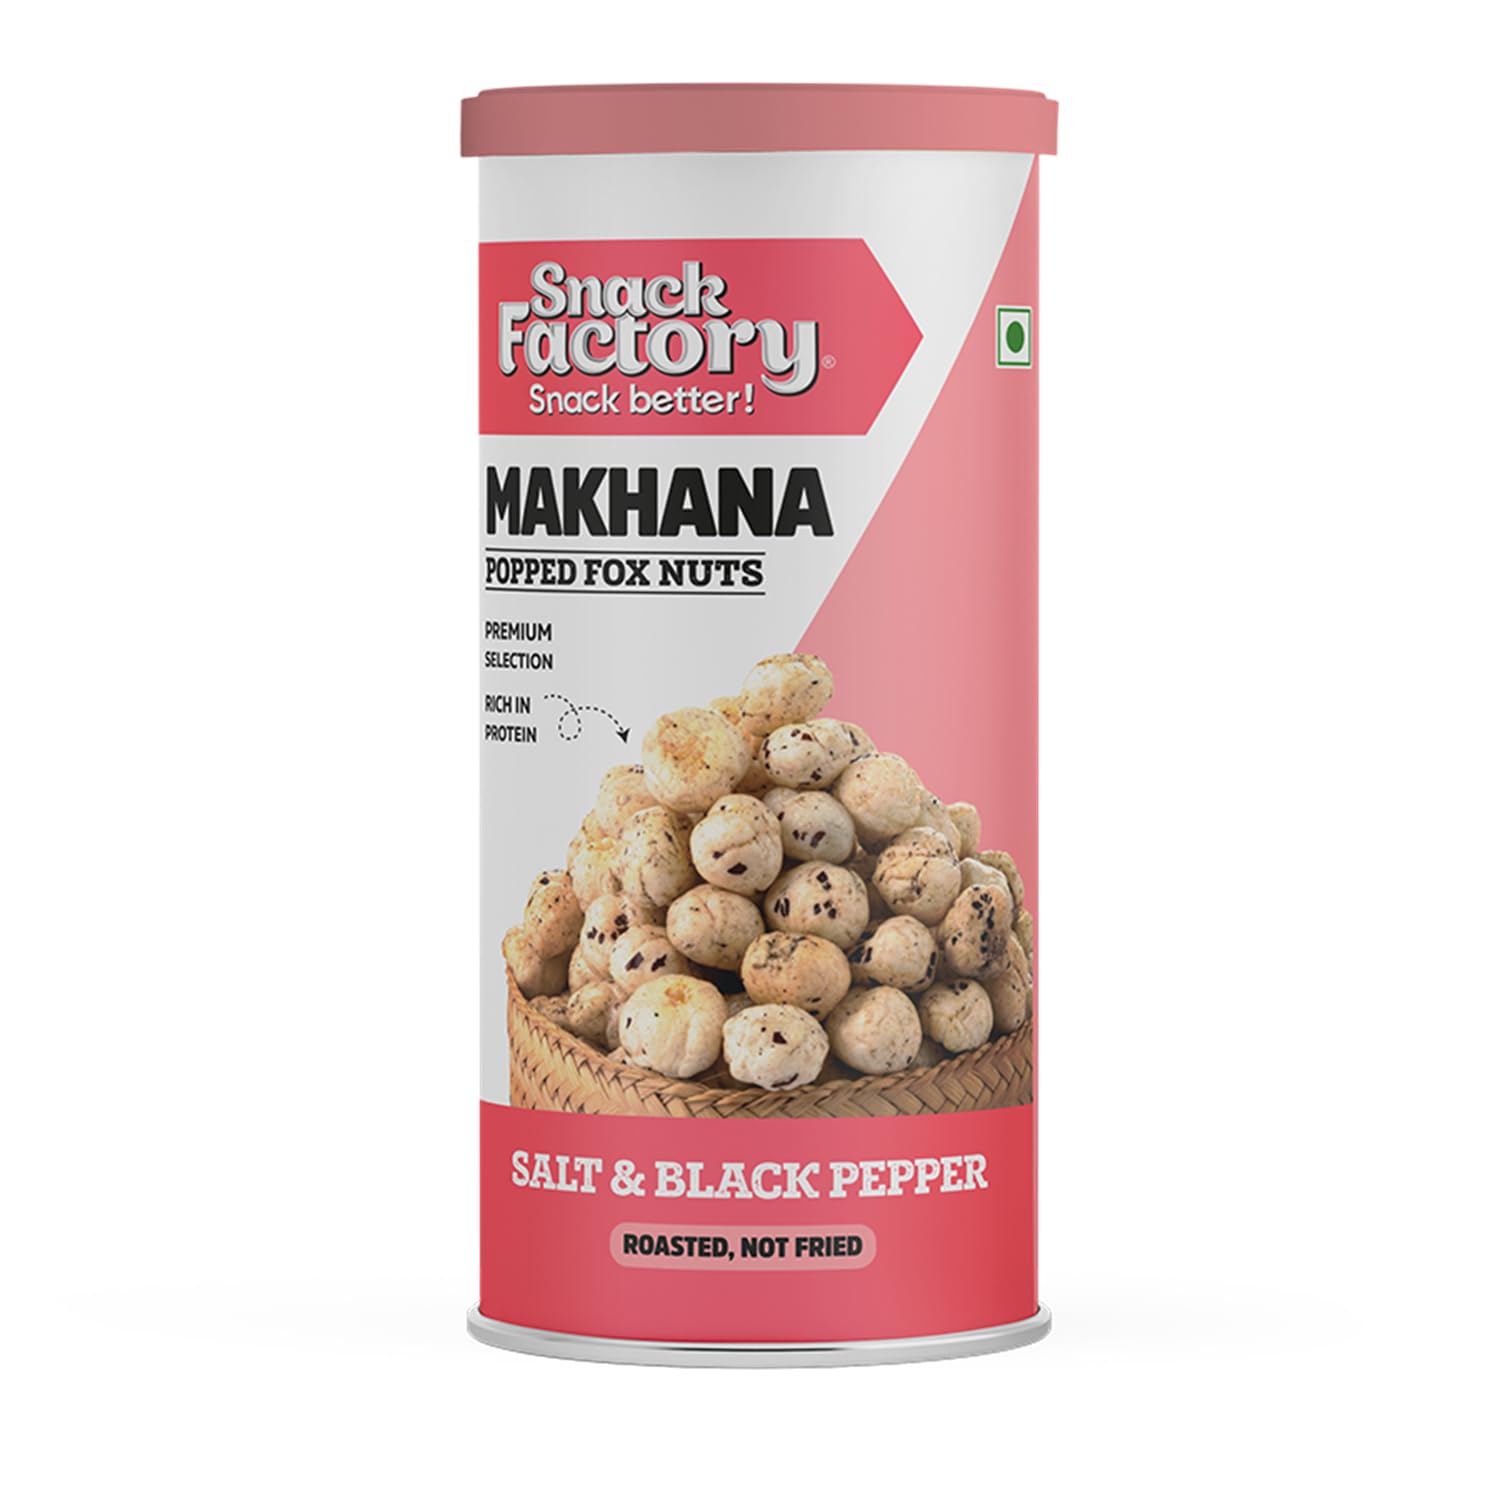 Snack
Factory®
Snack better!
MAKHANA
POPPED FOX NUTS
PREMIUM
SELECTION
RICH IN
PROTEIN
SALT & BLACK PEPPER
ROASTED, NOT FRIED